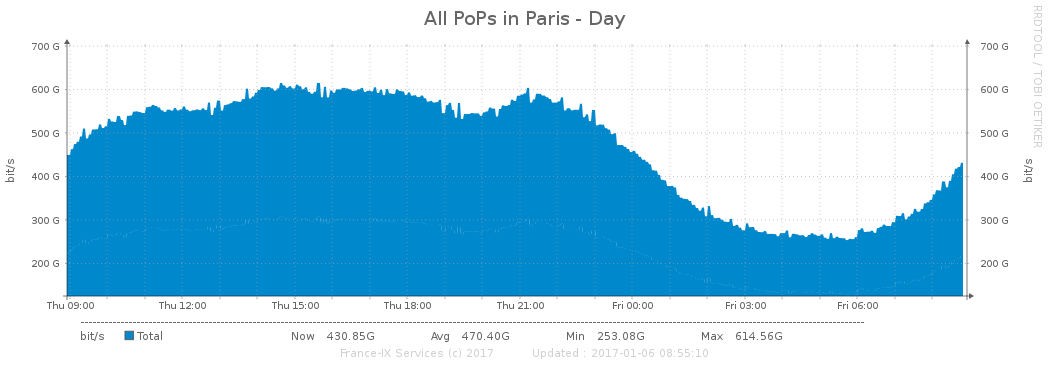 All PoPs in Paris - Day
RRDTOOL / TOBI OETIKER
700 G 700 G
600 G 600 G
500 G 500 G
400 G 400 G
300 G 300 G
200 G 200 G
bit/s bit/s
Thu 09:00 Thu 12:00 Thu 15:00 Thu 18:00 Thu 21:00 Fri 00:00 Fri 03:00 Fri 06:00
bit/s Total Now 430.85G Avg 470.40G Min 253.08G Max 614.56G
France-IX Services (c) 2017 Updated : 2017-01-06 08:55:10